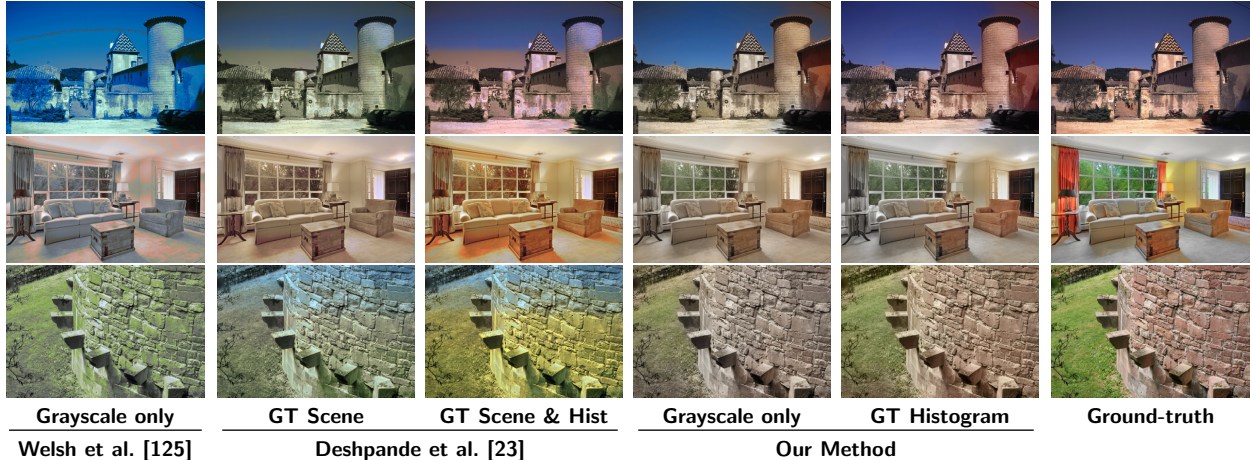 Grayscale only GT Scene GT Scene & Hist Grayscale only GT Histogram Ground-truth
Welsh et al. [125] Deshpande et al. [23] Our Method